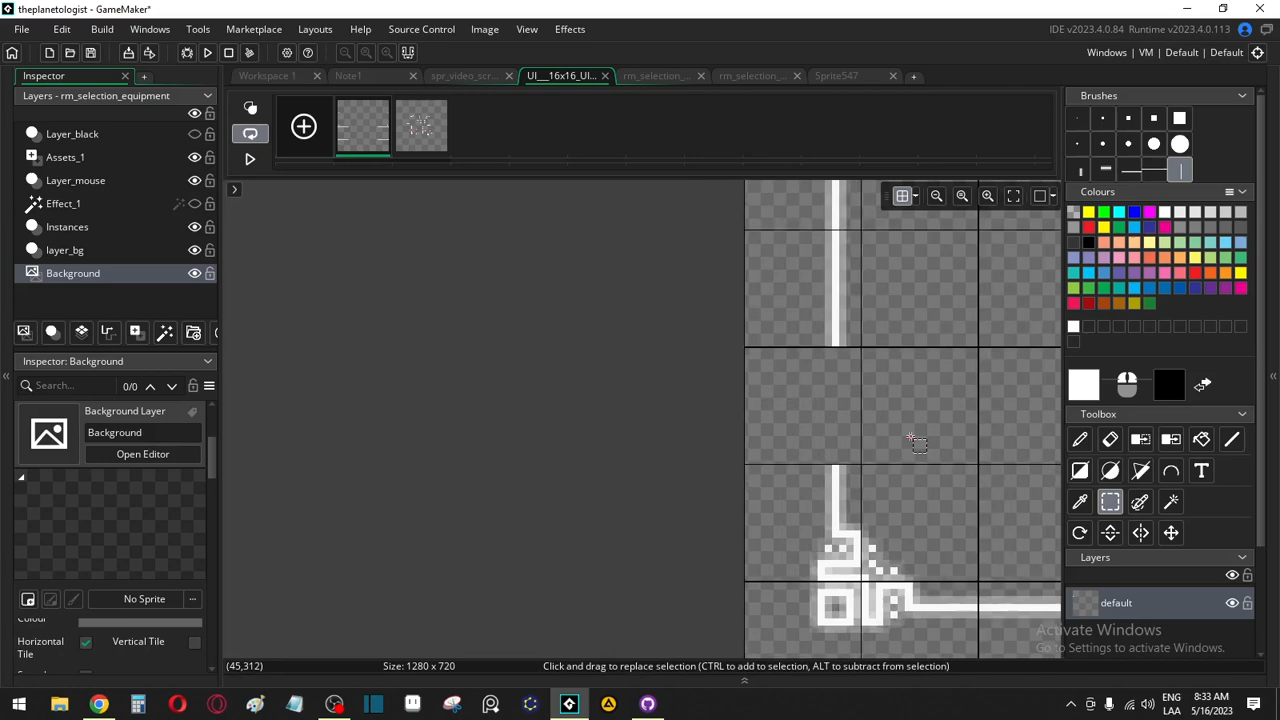 theplanetologist - GameMaker*
File Edit Build Windows Tools Marketplace Layouts Help Source Control Image View Effects
IDE v2023.4.0.84 Runtime v2023.4.0.113
Windows | VM | Default | Default
Inspector
Workspace 1
Note1
spr_video_scr...
UI__16x16_UI...
rm_selection_...
rm_selection_...
Sprite547
Layers - rm_selection_equipment
Layer_black
Assets_1
Layer_mouse
Effect_1
Instances
layer_bg
Background
Inspector: Background
Search...
0/0
Background Layer
Background
Open Editor
No Sprite
...
Colour
Horizontal Tile
Vertical Tile
Brushes
Colours
Toolbox
Layers
default
Activate Windows
Go to Settings to activate Windows.
(45,312)
Size: 1280 x 720
Click and drag to replace selection (CTRL to add to selection, ALT to subtract from selection)
ENG
LAA
8:33 AM
5/16/2023